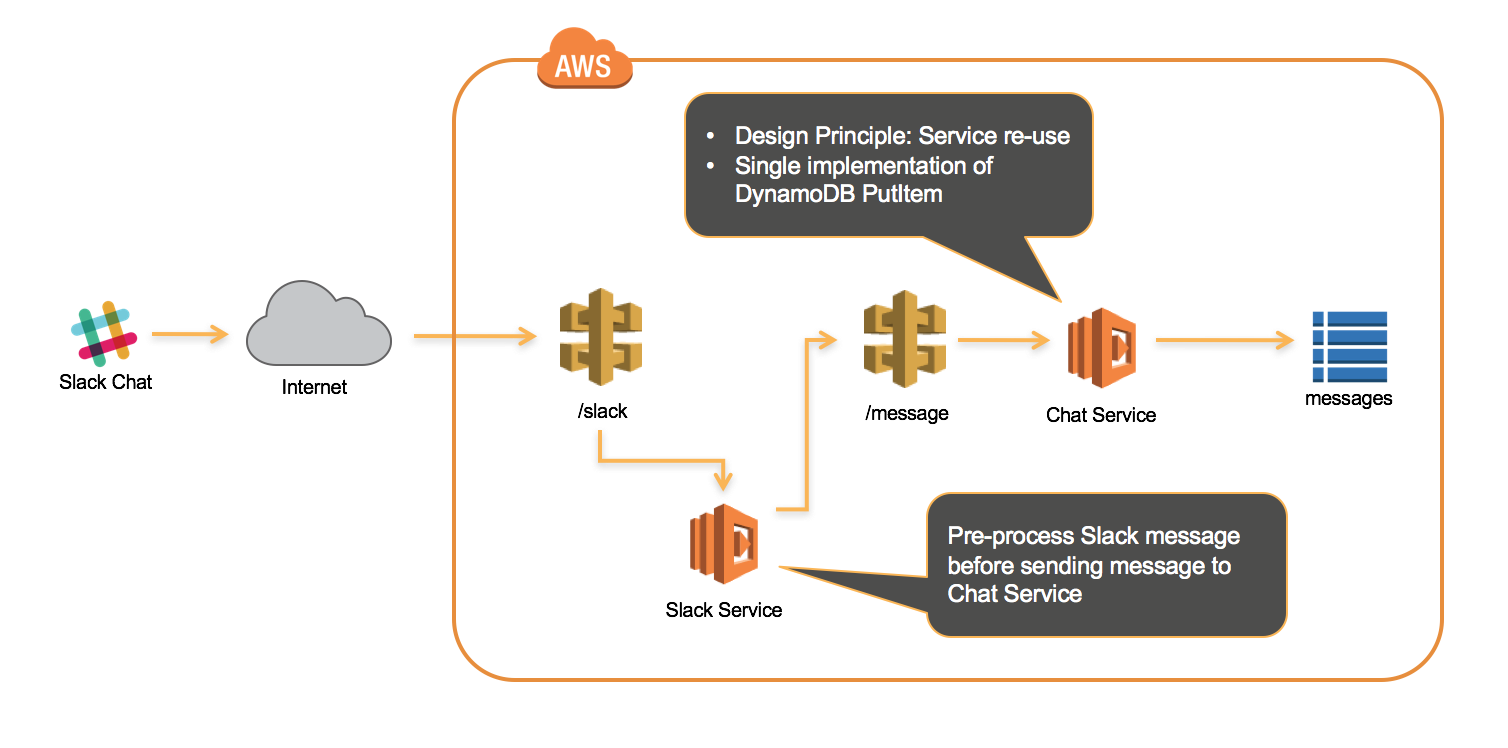 AWS
• Design Principle: Service re-use
• Single implementation of
DynamoDB PutItem
Slack Chat
Internet
/slack
/message
Chat Service
messages
Slack Service
Pre-process Slack message
before sending message to
Chat Service